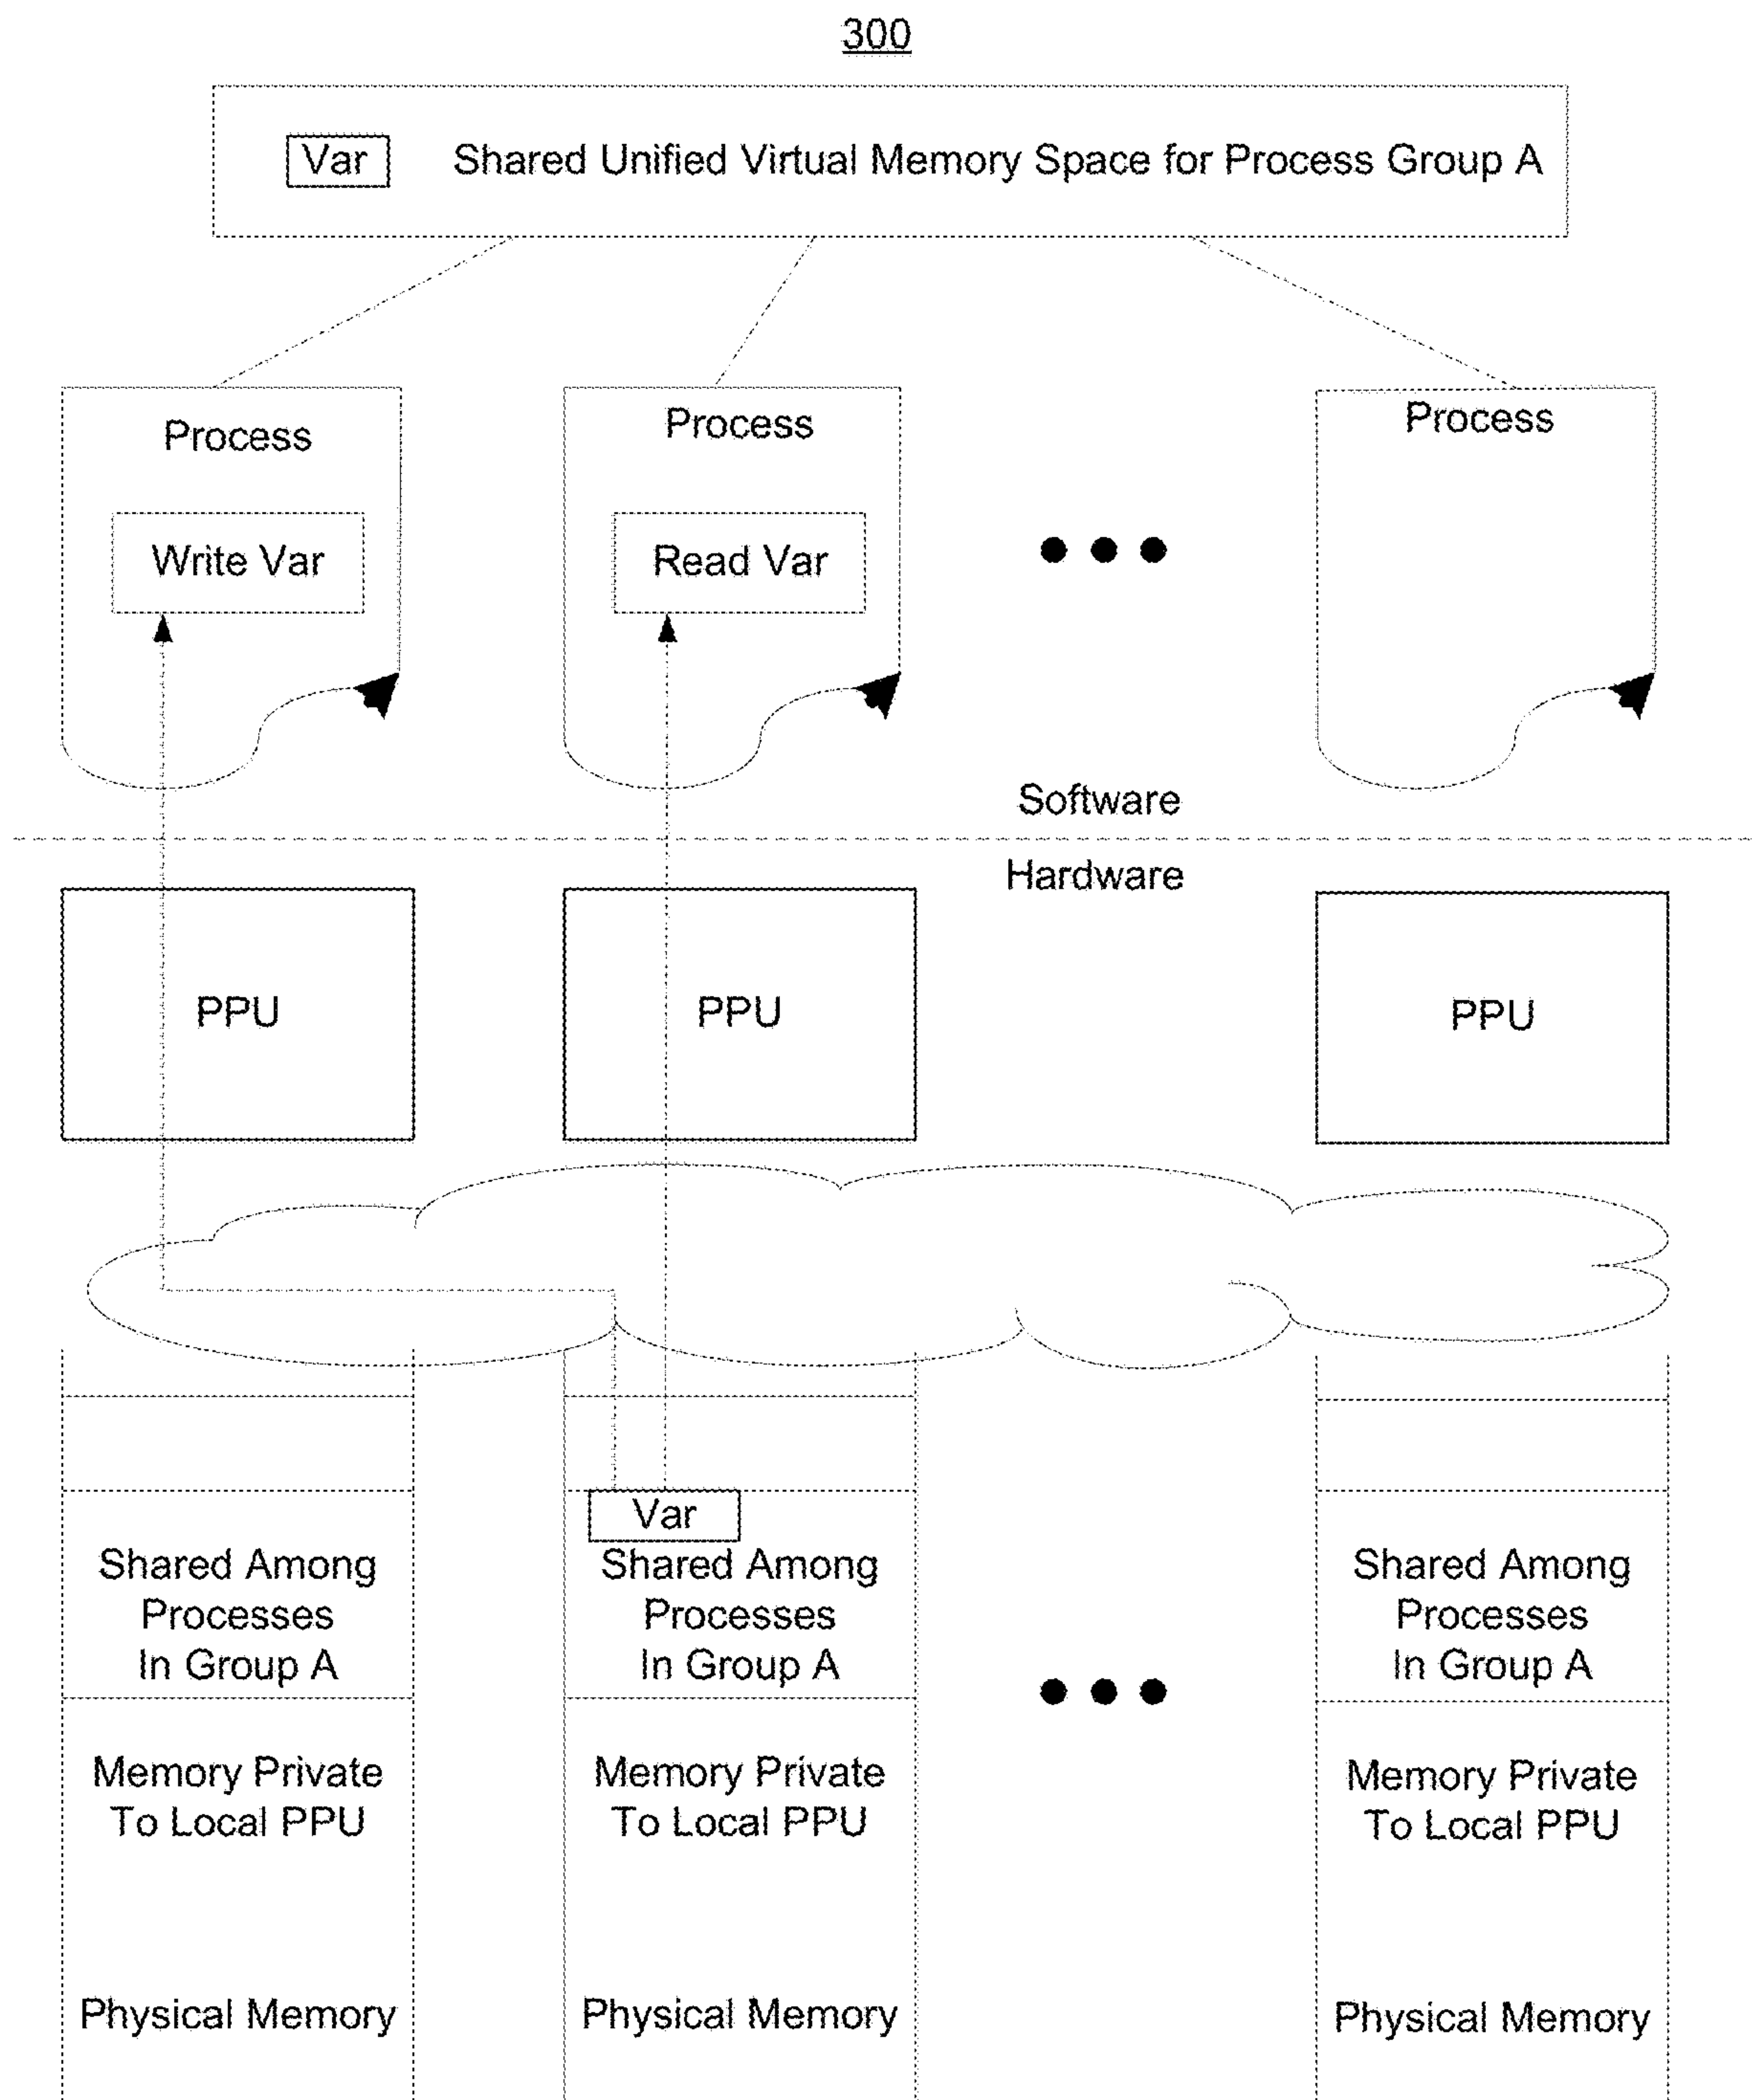 300
Var Shared Unified Virtual Memory Space for Process Group A
Process
Write Var
Process
Read Var
Process
Software
Hardware
PPU
PPU
PPU
Shared Among
Processes
In Group A
Memory Private
To Local PPU
Physical Memory
Var
Shared Among
Processes
In Group A
Memory Private
To Local PPU
Physical Memory
Shared Among
Processes
In Group A
Memory Private
To Local PPU
Physical Memory